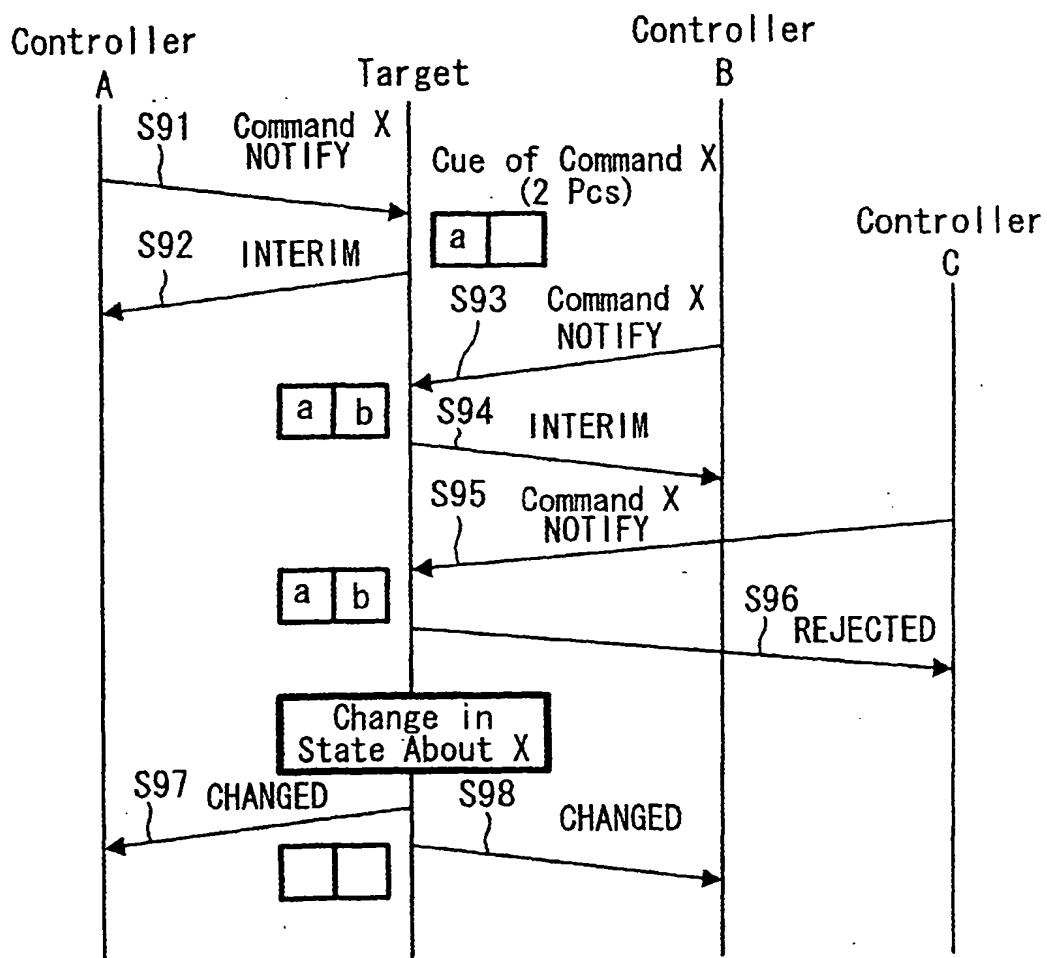 Controller
A
Target
Controller
B
S91
Command X
NOTIFY
Cue of Command X
(2 Pcs)
a
Controller
C
S92
INTERIM
S93
Command X
NOTIFY
a b
S94
INTERIM
S95
Command X
NOTIFY
a b
S96
REJECTED
Change in
State About X
S97
CHANGED
S98
CHANGED